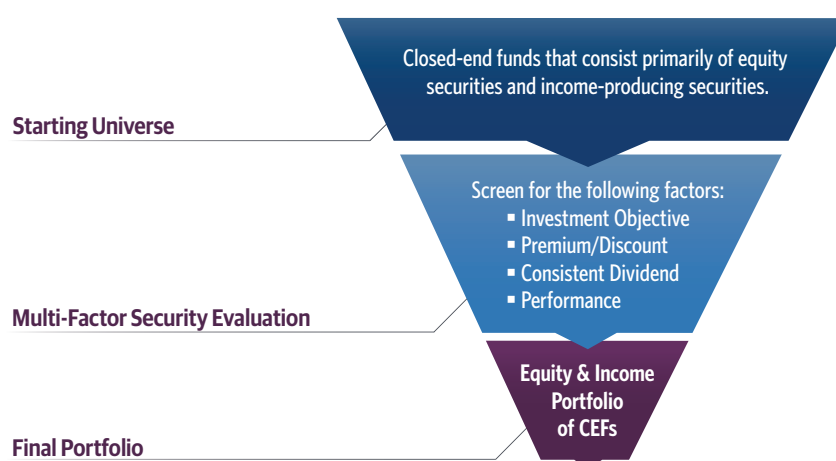 Closed-end funds that consist primarily of equity
securities and income-producing securities.
Starting Universe
Screen for the following factors:
▪ Investment Objective
▪ Premium/Discount
▪ Consistent Dividend
▪ Performance
Multi-Factor Security Evaluation
Equity & Income
Portfolio
of CEFs
Final Portfolio